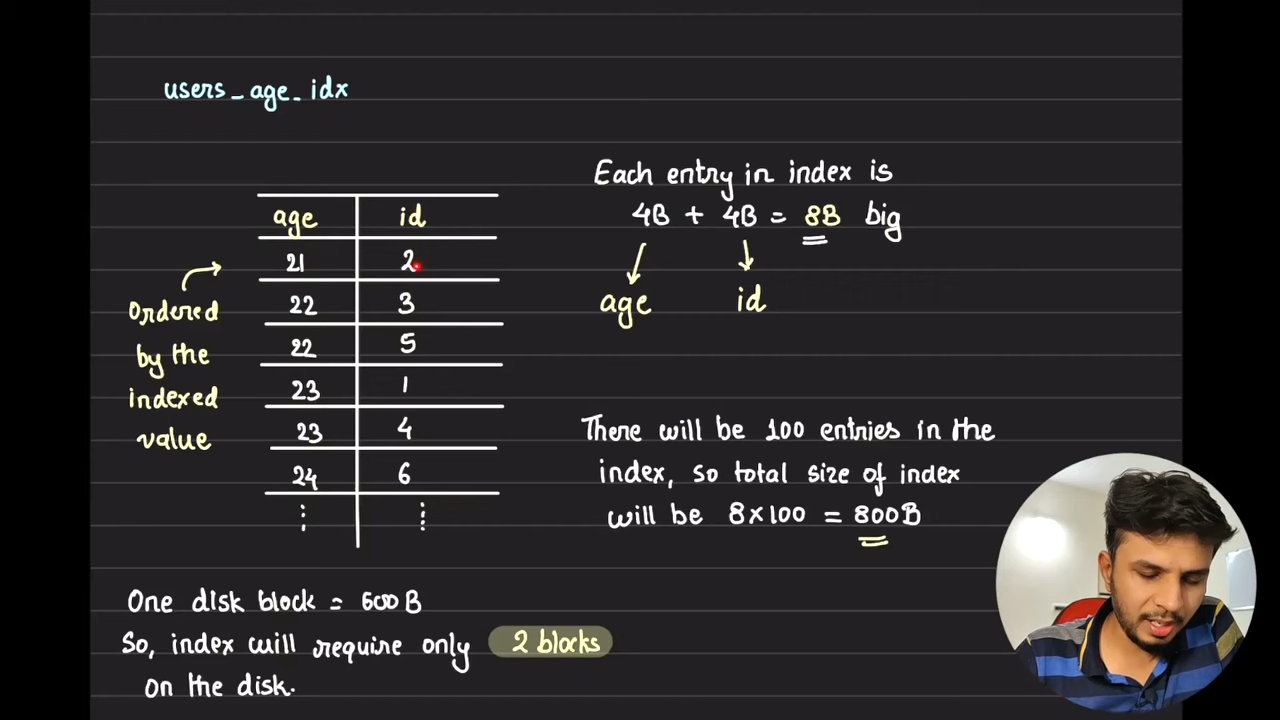 users_age_idx
Each entry in index is
4B + 4B = 8B big
age id
age id
21 2
22 3
22 5
23 1
23 4
24 6
⋮ ⋮
Ordered
by the
indexed
value
There will be 100 entries in the
index, so total size of index
will be 8×100 = 800B
One disk block = 600B
So, index will require only 2 blocks
on the disk.